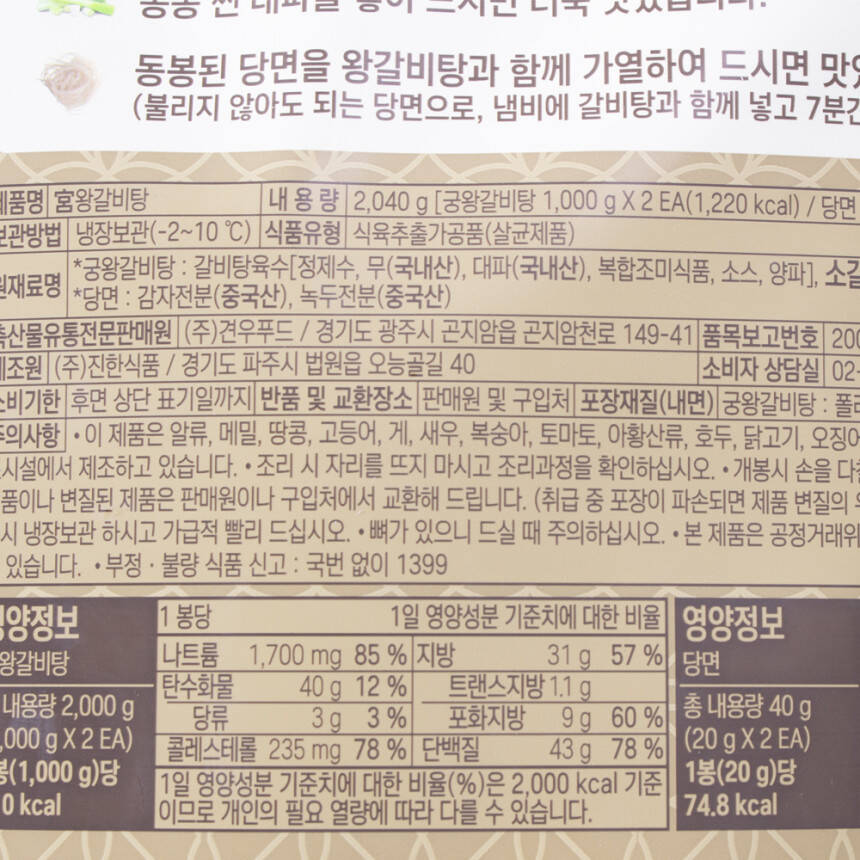 동봉된 당면을 왕갈비탕과 함께 가열하여 드시면
(불리지 않아도 되는 당면으로, 냄비에 갈비탕과 함께 넣고 7분간
제품명 宮왕갈비탕 내 용 량 2,040 g [궁왕갈비탕 1,000 g X 2 EA(1,220 kcal) / 당면
보관방법 냉장보관(-2~10 ℃) 식품유형 식육추출가공품(살균제품)
원재료명 *궁왕갈비탕 : 갈비탕육수[정제수, 무(국내산), 대파(국내산), 복합조미식품, 소스, 양파], 소갈
*당면 : 감자전분(중국산), 녹두전분(중국산)
축산물유통전문판매원 (주)견우푸드 / 경기도 광주시 곤지암읍 곤지암천로 149-41 품목보고번호 200
제조원 (주)진한식품 / 경기도 파주시 법원읍 오능골길 40 소비자 상담실 02-
소비기한 후면 상단 표기일까지 반품 및 교환장소 판매원 및 구입처 포장재질(내면) 궁왕갈비탕 : 폴리
주의사항 • 이 제품은 알류, 메밀, 땅콩, 고등어, 게, 새우, 복숭아, 토마토, 아황산류, 호두, 닭고기, 오징어
시설에서 제조하고 있습니다. • 조리 시 자리를 뜨지 마시고 조리과정을 확인하십시오. • 개봉시 손을 다칠
품이나 변질된 제품은 판매원이나 구입처에서 교환해 드립니다. (취급 중 포장이 파손되면 제품 변질의
시 냉장보관 하시고 가급적 빨리 드십시오. • 뼈가 있으니 드실 때 주의하십시오. • 본 제품은 공정거래위
있습니다. • 부정 · 불량 식품 신고 : 국번 없이 1399
영양정보
왕갈비탕
내용량 2,000 g
,000 g X 2 EA)
봉(1,000 g)당
0 kcal
1 봉당 1일 영양성분 기준치에 대한 비율
나트륨 1,700 mg 85 % 지방 31 g 57 %
탄수화물 40 g 12 % 트랜스지방 1.1 g
당류 3 g 3 % 포화지방 9 g 60 %
콜레스테롤 235 mg 78 % 단백질 43 g 78 %
1일 영양성분 기준치에 대한 비율(%)은 2,000 kcal 기준
이므로 개인의 필요 열량에 따라 다를 수 있습니다.
영양정보
당면
총 내용량 40 g
(20 g X 2 EA)
1봉(20 g)당
74.8 kcal